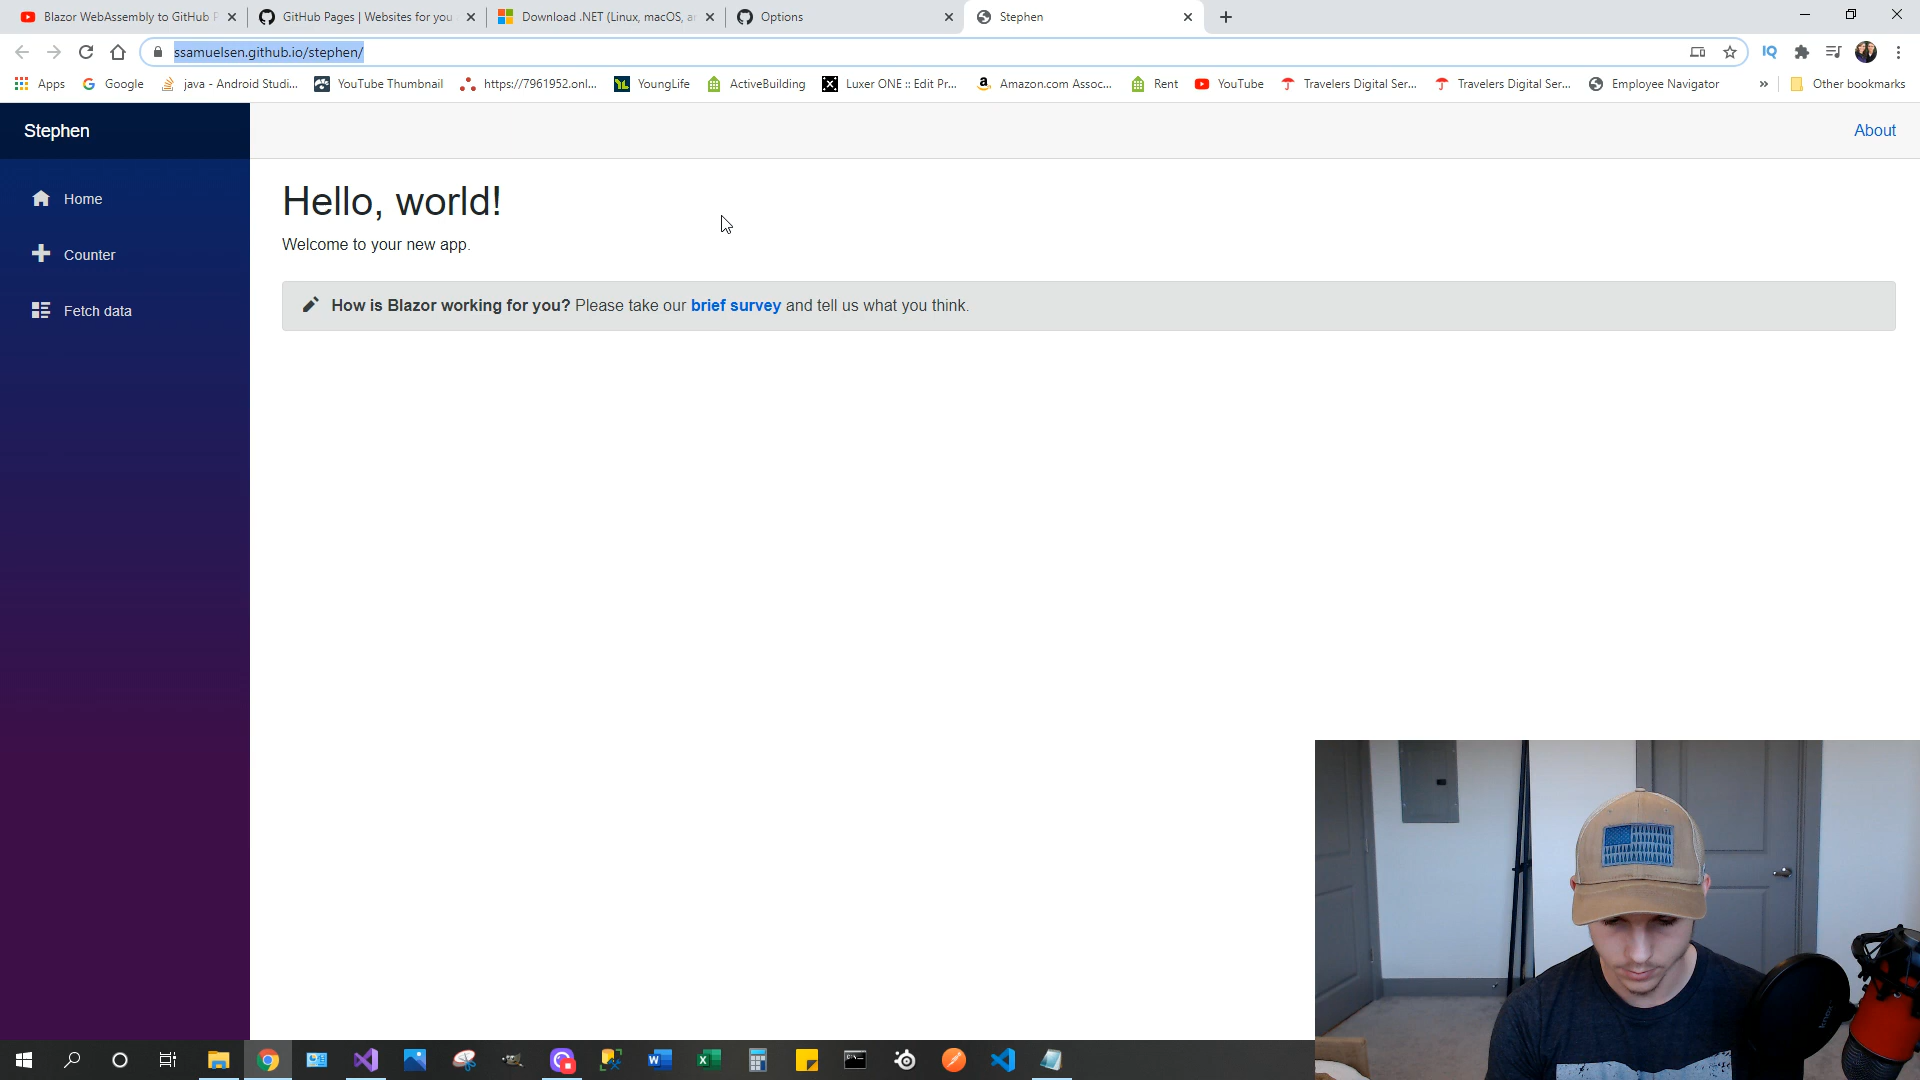 Blazor WebAssembly to GitHub P
GitHub Pages | Websites for you
Download .NET (Linux, macOS, a
Options
Stephen
ssamuelsen.github.io/stephen/
IQ
Apps
Google
java - Android Studi...
YouTube Thumbnail
https://7961952.onl...
YoungLife
ActiveBuilding
Luxer ONE :: Edit Pr...
Amazon.com Assoc...
Rent
YouTube
Travelers Digital Ser...
Travelers Digital Ser...
Employee Navigator
»
Other bookmarks
Stephen
About
Home
Counter
Fetch data
Hello, world!
Welcome to your new app.
How is Blazor working for you? Please take our brief survey and tell us what you think.